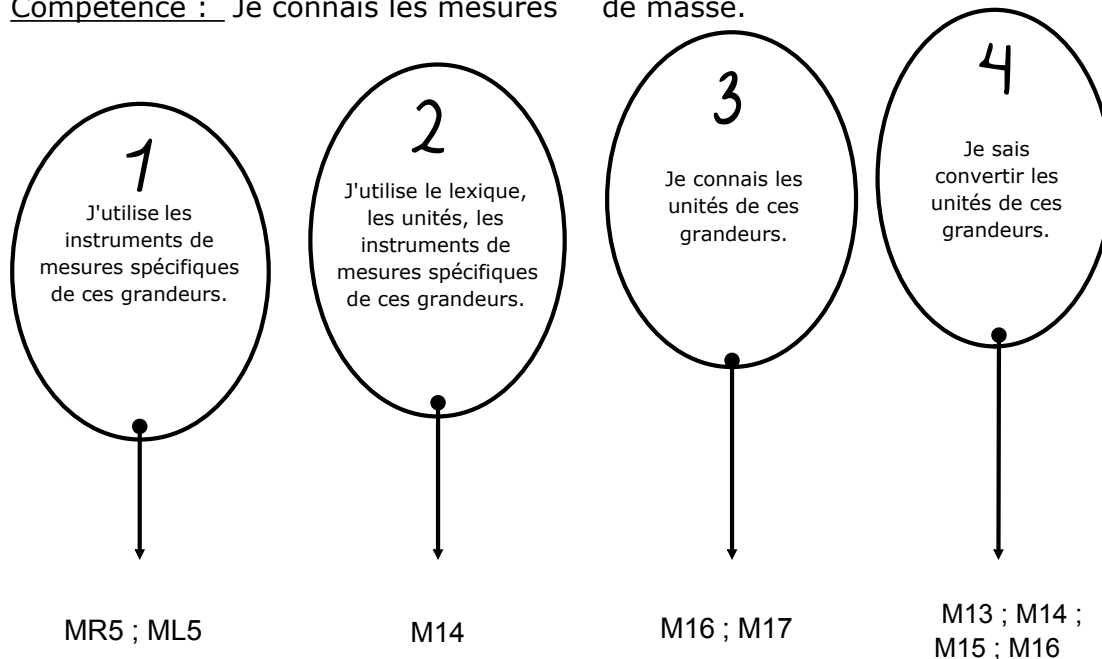 Compétence : Je connais les mesures de masse.
1
J'utilise les
instruments de
mesures spécifiques
de ces grandeurs.
2
J'utilise le lexique,
les unités, les
instruments de
mesures spécifiques
de ces grandeurs.
3
Je connais les
unités de ces
grandeurs.
4
Je sais
convertir les
unités de ces
grandeurs.
MR5 ; ML5
M14
M16 ; M17
M13 ; M14 ;
M15 ; M16